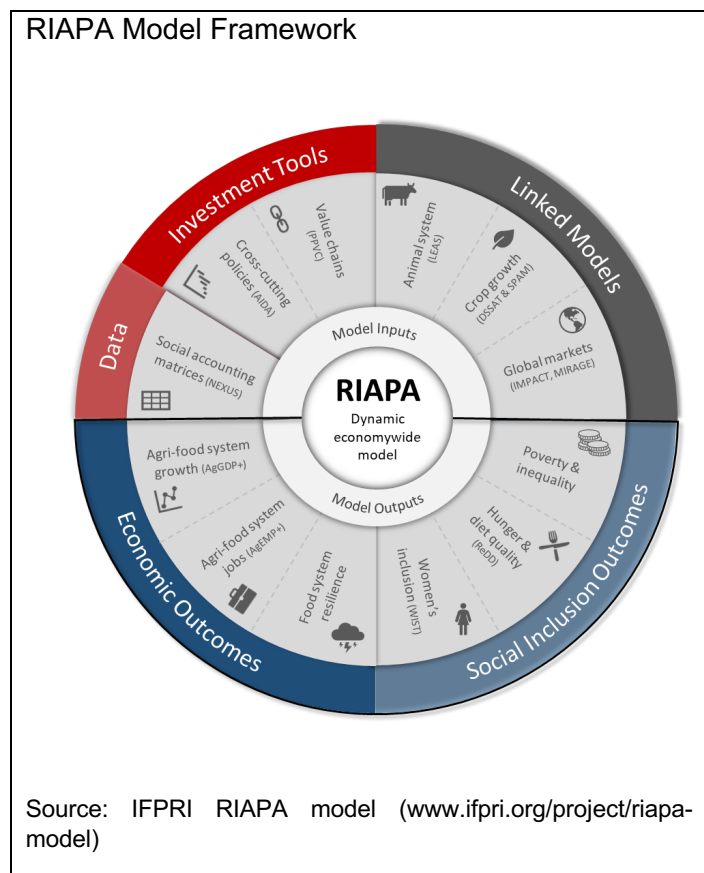 RIAPA Model Framework
Investment Tools
Linked Models
Data
Social Inclusion Outcomes
Economic Outcomes
Cross-cutting
policies (AIDA)
Value chains
(PPVC)
Animal system
(LEAS)
Crop growth
(DSSAT & SPAM)
Global markets
(IMPACT, MIRAGE)
Social accounting
matrices (NEXUS)
Model Inputs
RIAPA
Dynamic
economywide
model
Model Outputs
Agri-food system
growth (AgGDP+)
Agri-food system
jobs (AgEMP+)
Food system
resilience
Women's
inclusion (WIST)
Hunger &
diet quality
(ReDD)
Poverty &
inequality
Source: IFPRI RIAPA model (www.ifpri.org/project/riapa-
model)